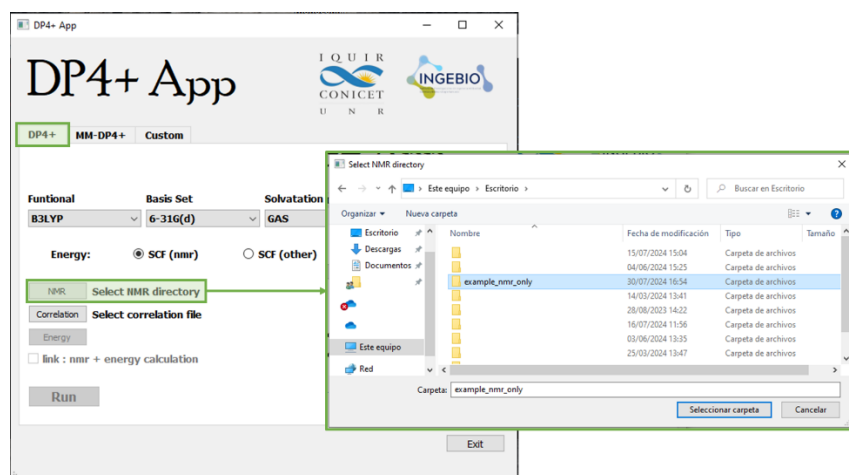 DP4+ App
DP4+ App
I Q U I R
CONICET
U N R
INGEBIO
DP4+ MM-DP4+ Custom
Funtional Basis Set Solvatation
B3LYP 6-31G(d) GAS
Energy: SCF (nmr) SCF (other)
NMR Select NMR directory
Correlation Select correlation file
Energy
link : nmr + energy calculation
Run
Exit
Select NMR directory
Este equipo > Escritorio >
Buscar en Escritorio
Organizar Nueva carpeta
Nombre Fecha de modificación Tipo Tamaño
Escritorio
Descargas
Documentos
Este equipo
Red
15/07/2024 15:04 Carpeta de archivos
04/06/2024 15:25 Carpeta de archivos
example_nmr_only 30/07/2024 16:54 Carpeta de archivos
14/03/2024 13:41 Carpeta de archivos
28/08/2023 14:22 Carpeta de archivos
16/07/2024 11:56 Carpeta de archivos
03/06/2024 13:35 Carpeta de archivos
25/03/2024 13:47 Carpeta de archivos
Carpeta: example_nmr_only
Seleccionar carpeta Cancelar